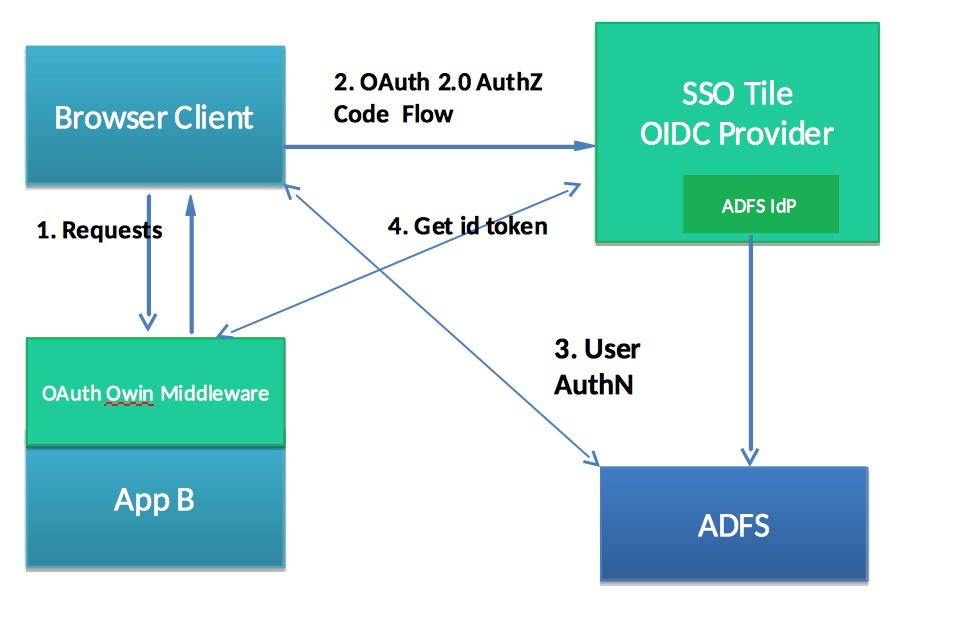 Browser Client
2. OAuth 2.0 AuthZ
Code Flow
SSO Tile
OIDC Provider
ADFS IdP
1. Requests
4. Get id token
3. User
AuthN
OAuth Owin Middleware
App B
ADFS